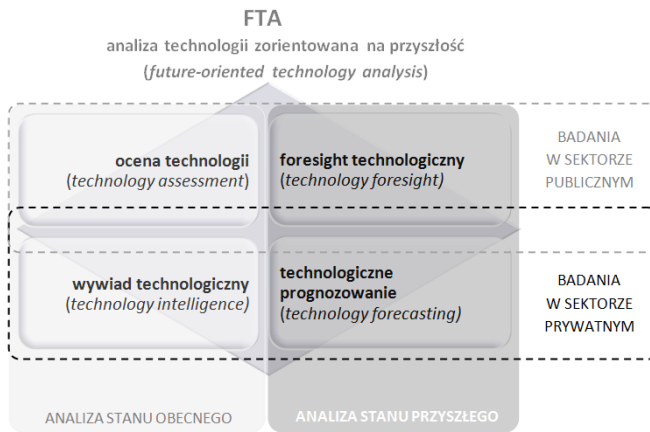 FTA
analiza technologii zorientowana na przyszłość
(future-oriented technology analysis)
ocena technologii
(technology assessment)
foresight technologiczny
(technology foresight)
BADANIA
W SEKTORZE
PUBLICZNYM
wywiad technologiczny
(technology intelligence)
technologiczne
prognozowanie
(technology forecasting)
BADANIA
W SEKTORZE
PRYWATNYM
ANALIZA STANU OBECNEGO
ANALIZA STANU PRZYSZŁEGO